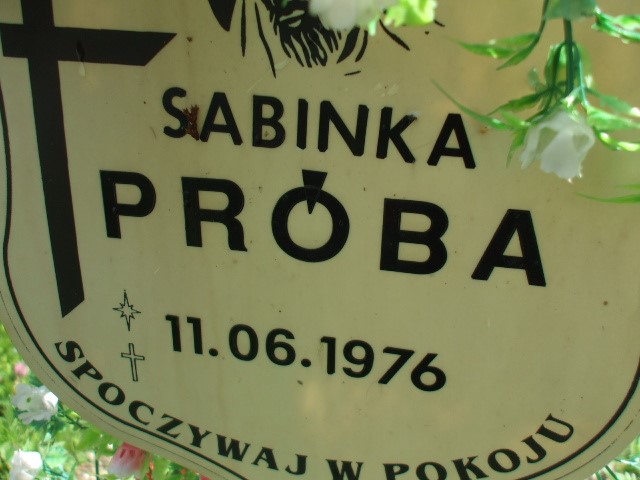 SABINKA
PRÓBA
11.06.1976
SPOCZYWAJ W POKOJU